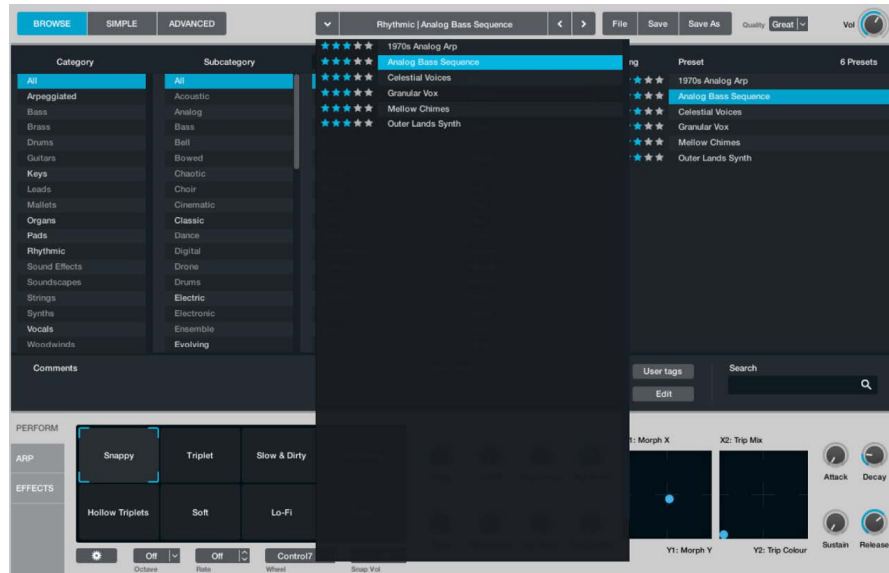 BROWSE SIMPLE ADVANCED Rhythmic | Analog Bass Sequence File Save Save As Quality Great Vol
Category
All
Arpeggiated
Bass
Brass
Drums
Guitars
Keys
Leads
Mallets
Organs
Pads
Rhythmic
Sound Effects
Soundscapes
Strings
Synths
Vocals
Woodwinds
Subcategory
All
Acoustic
Analog
Bass
Bell
Bowed
Chaotic
Choir
Cinematic
Classic
Dance
Digital
Drone
Drums
Electric
Electronic
Ensemble
Evolving
1970s Analog Arp
Analog Bass Sequence
Celestial Voices
Granular Vox
Mellow Chimes
Outer Lands Synth
ng Preset 6 Presets
1970s Analog Arp
Analog Bass Sequence
Celestial Voices
Granular Vox
Mellow Chimes
Outer Lands Synth
Comments
User tags
Edit
Search
PERFORM
ARP
EFFECTS
Snappy Triplet Slow & Dirty
Hollow Triplets Soft Lo-Fi
Off Off Control7
Octave Rate Wheel Snap Vol
1: Morph X X2: Trip Mix
Y1: Morph Y Y2: Trip Colour
Attack Decay
Sustain Release